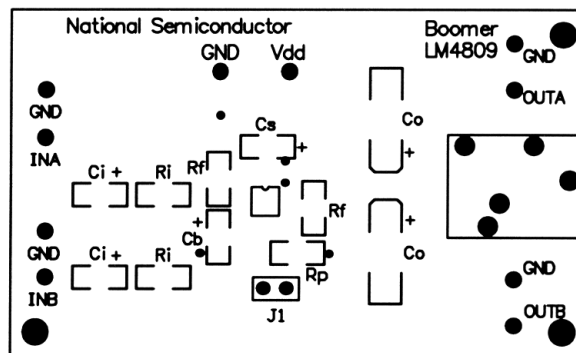 National Semiconductor
Boomer
LM4809
GND
Vdd
GND
OUTA
GND
INA
Cs
+
Co
+
Ci +
Ri
Rf
Rf
+
Cb
+
Co
GND
Ci +
Ri
Rp
GND
INB
J1
OUTB